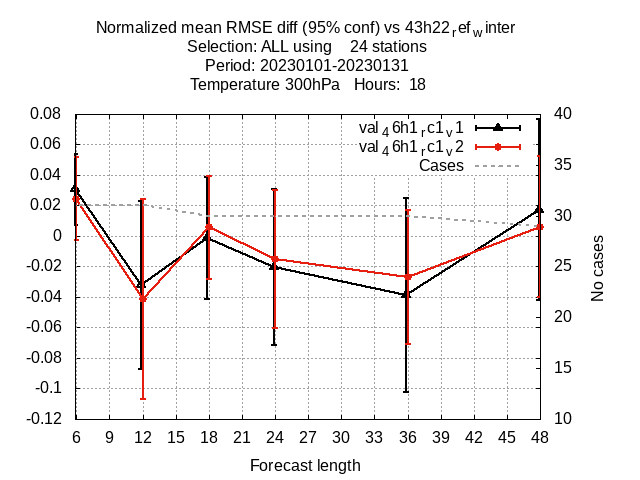 Normalized mean RMSE diff (95% conf) vs 43h22_ref_winter
Selection: ALL using 24 stations
Period: 20230101-20230131
Temperature 300hPa Hours: 18
val_46h1_rc1_v1
val_46h1_rc1_v2
Cases
0.08
0.06
0.04
0.02
0
-0.02
-0.04
-0.06
-0.08
-0.1
-0.12
40
35
30
25
20
15
10
No cases
6 9 12 15 18 21 24 27 30 33 36 39 42 45 48
Forecast length